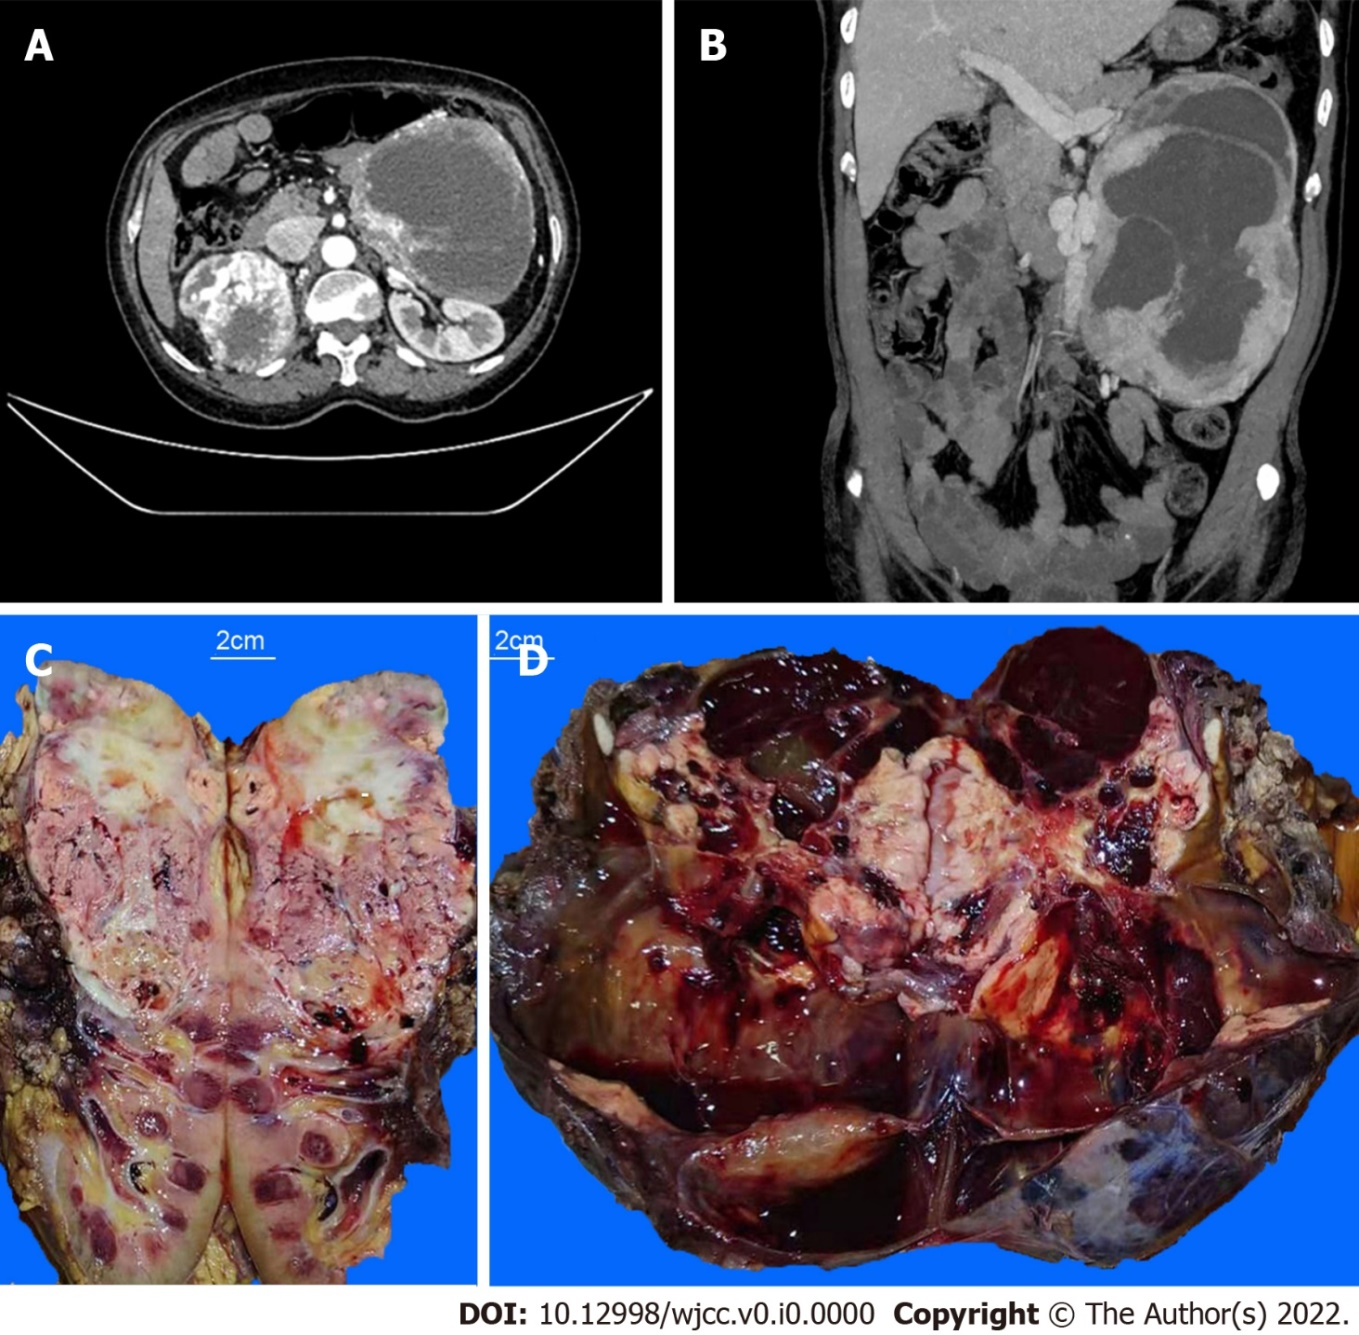 A
B
C
2cm
2cm
D
DOI: 10.12998/wjcc.v0.i0.0000 Copyright © The Author(s) 2022.